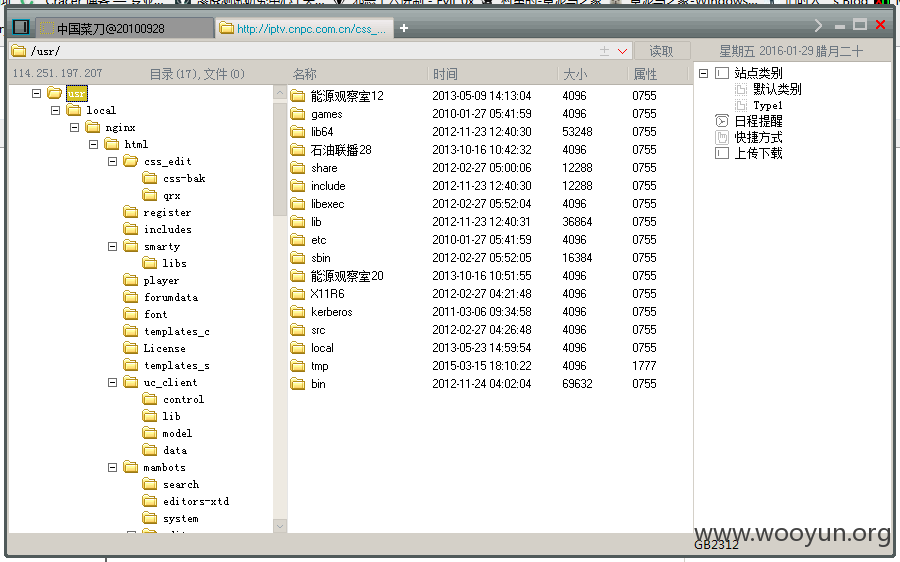 中国菜刀@20100928
http://iptv.cnpc.com.cn/css_...
/usr/
读取
星期五 2016-01-29 腊月二十
114.251.197.207 目录(17),文件(0)
名称 时间 大小 属性
usr
local
nginx
html
css_edit
css-bak
qrx
register
includes
smarty
libs
player
forumdata
font
templates_c
License
templates_s
uc_client
control
lib
model
data
mambots
search
editors-xtd
system
能源观察室12 2013-05-09 14:13:04 4096 0755
games 2010-01-27 05:41:59 4096 0755
lib64 2012-11-23 12:40:30 53248 0755
石油联播28 2013-10-16 10:42:32 4096 0755
share 2012-02-27 05:00:06 12288 0755
include 2012-11-23 12:40:30 12288 0755
libexec 2012-02-27 05:52:04 4096 0755
lib 2012-11-23 12:40:31 36864 0755
etc 2010-01-27 05:41:59 4096 0755
sbin 2012-02-27 05:52:05 16384 0755
能源观察室20 2013-10-16 10:51:55 4096 0755
X11R6 2012-02-27 04:21:48 4096 0755
kerberos 2011-03-06 09:34:58 4096 0755
src 2012-02-27 04:26:48 4096 0755
local 2013-05-23 14:59:54 4096 0755
tmp 2015-03-15 18:10:22 4096 1777
bin 2012-11-24 04:02:04 69632 0755
站点类别
默认类别
Type1
日程提醒
快捷方式
上传下载
www.wooyun.org
GB2312